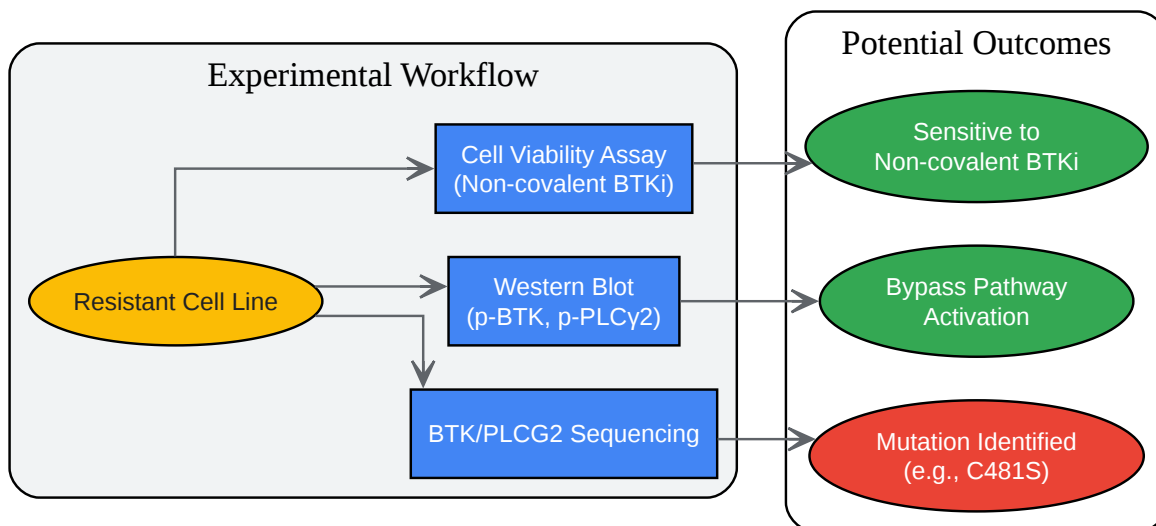 Experimental Workflow
Potential Outcomes
Cell Viability Assay
(Non-covalent BTKi)
Sensitive to
Non-covalent BTKi
Resistant Cell Line
Western Blot
(p-BTK, p-PLCγ2)
Bypass Pathway
Activation
BTK/PLCG2 Sequencing
Mutation Identified
(e.g., C481S)